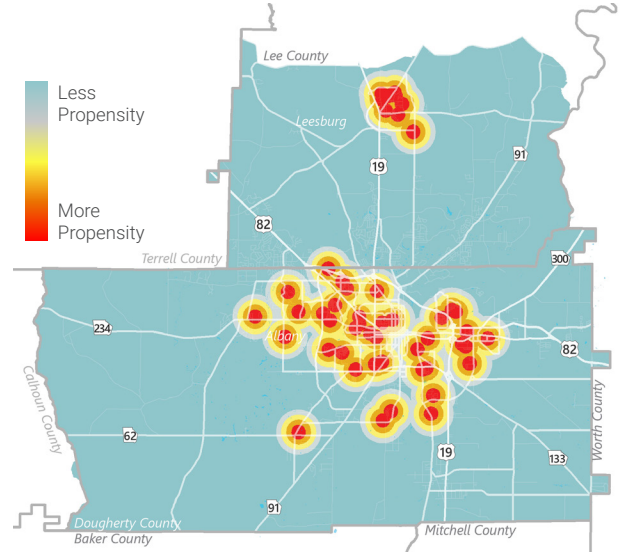 Lee County
Less
Propensity
Leesburg
91
19
More
Propensity
82
Terrell County
300
234
Albany
82
Calhoun County
Worth County
62
19
133
91
Dougherty County
Baker County
Mitchell County